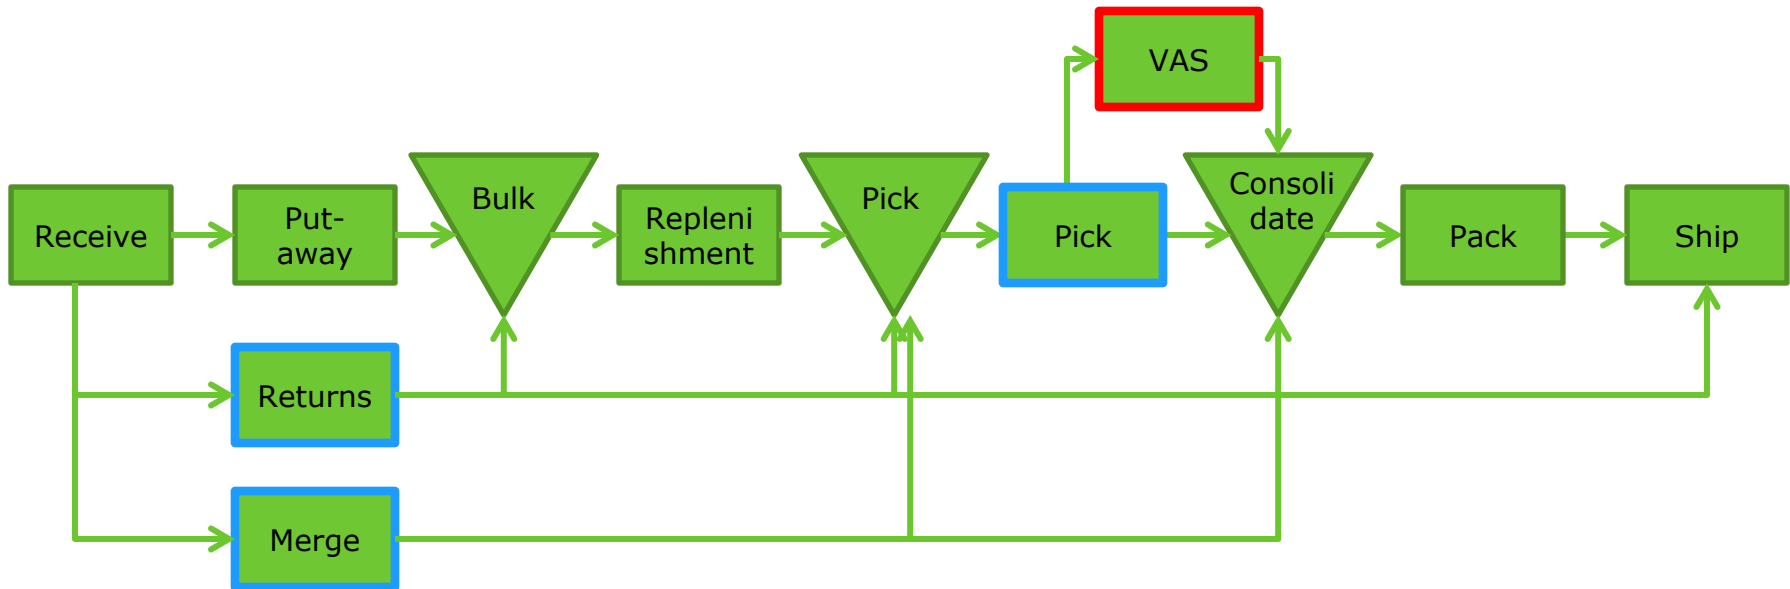 VAS
Receive
Put-
away
Bulk
Repleni
shment
Pick
Pick
Consoli
date
Pack
Ship
Returns
Merge